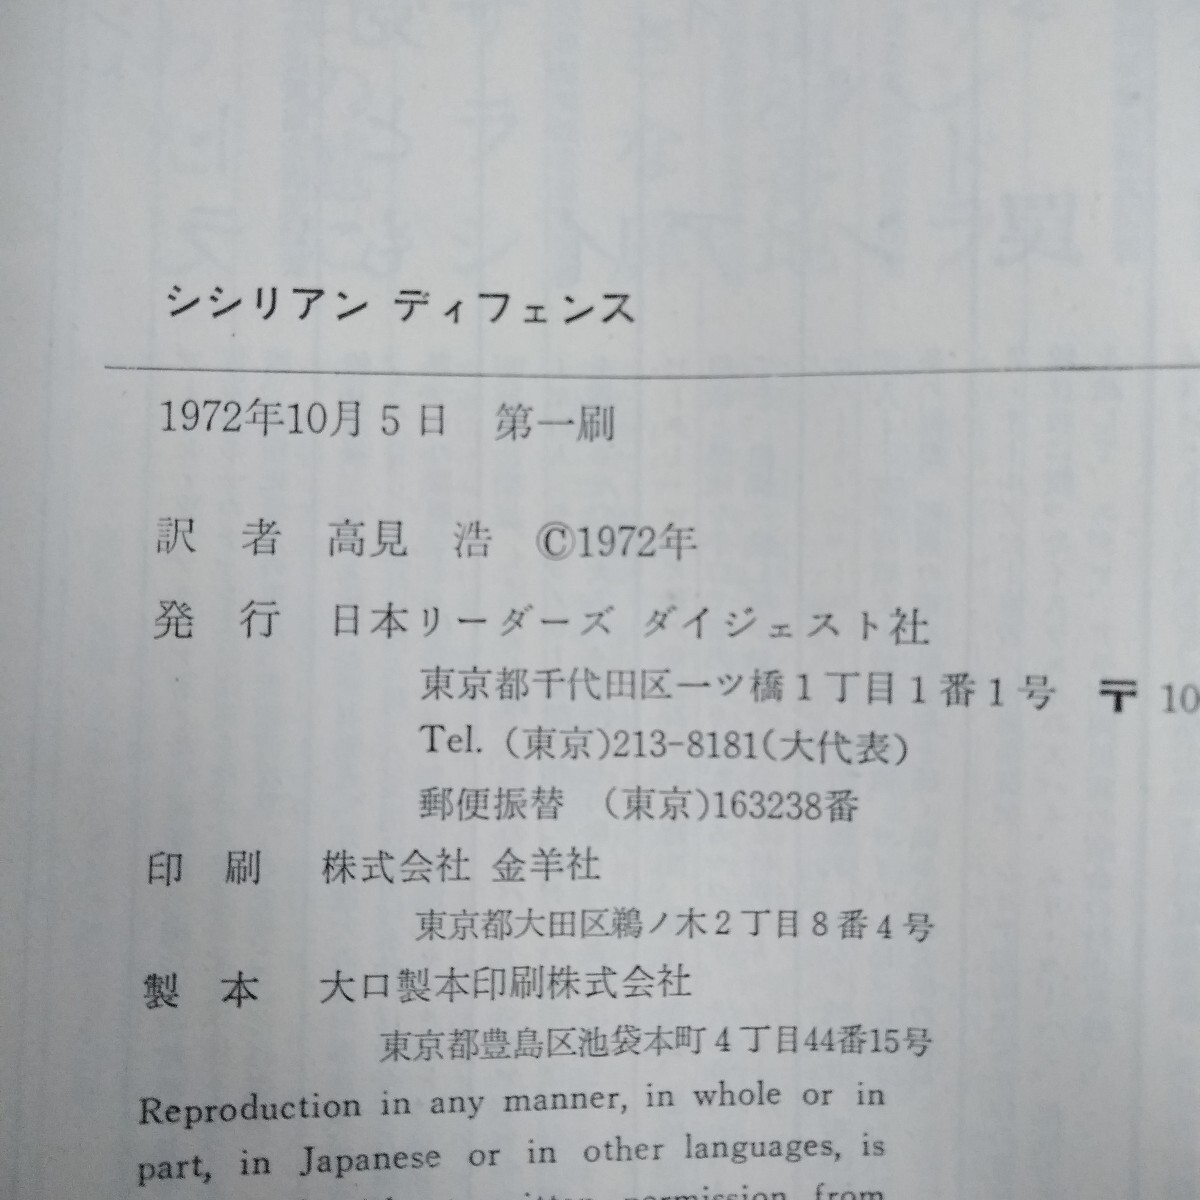 シシリアン ディフェンス
1972年10月5日 第一刷
訳 者 高見 浩 ©1972年
発 行 日本リーダーズ ダイジェスト社
東京都千代田区一ツ橋1丁目1番1号 〒 10
Tel. (東京)213-8181(大代表)
郵便振替 (東京)163238番
印 刷 株式会社 金羊社
東京都大田区鵜ノ木2丁目8番4号
製 本 大口製本印刷株式会社
東京都豊島区池袋本町4丁目44番15号
Reproduction in any manner, in whole or in
part, in Japanese or in other languages, is
permission from